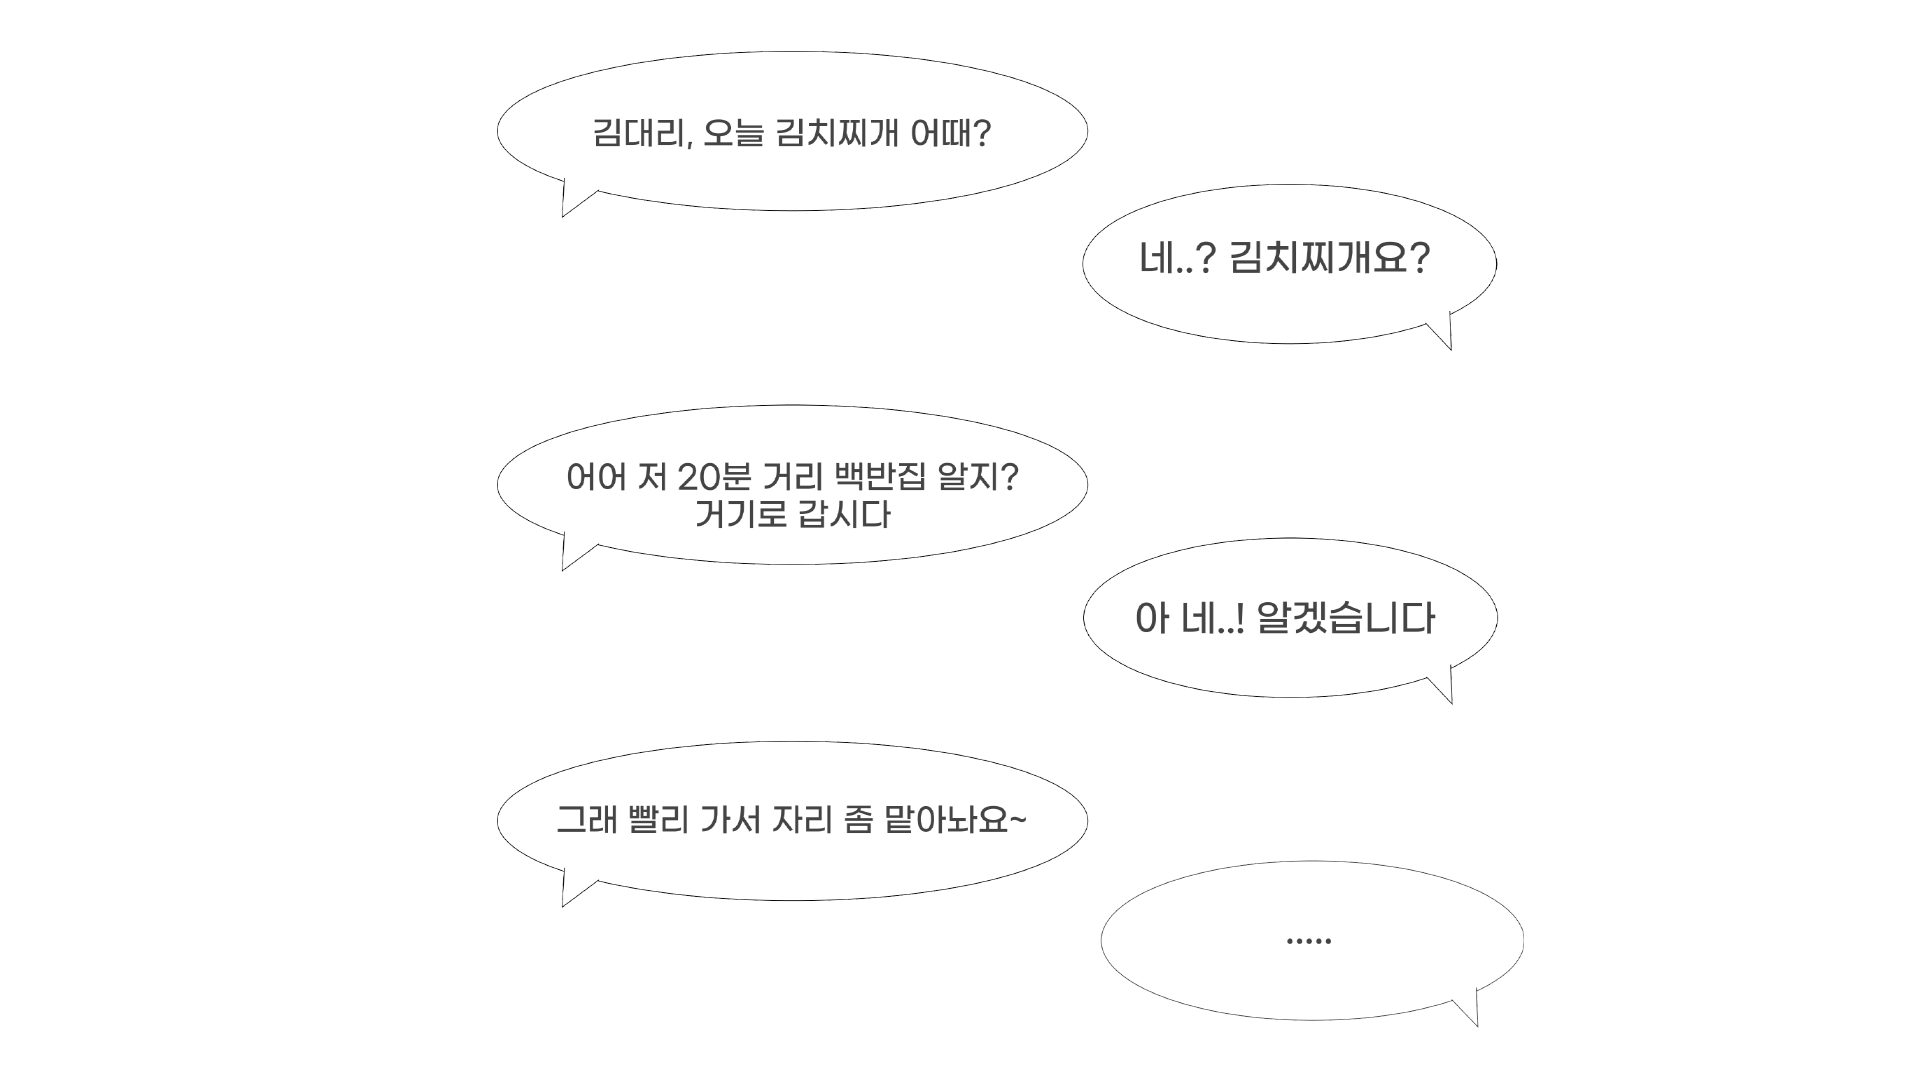 김대리, 오늘 김치찌개 어때?
네..? 김치찌개요?
어어 저 20분 거리 백반집 알지?
거기로 갑시다
아 네..! 알겠습니다
그래 빨리 가서 자리 좀 맡아놔요~
.....